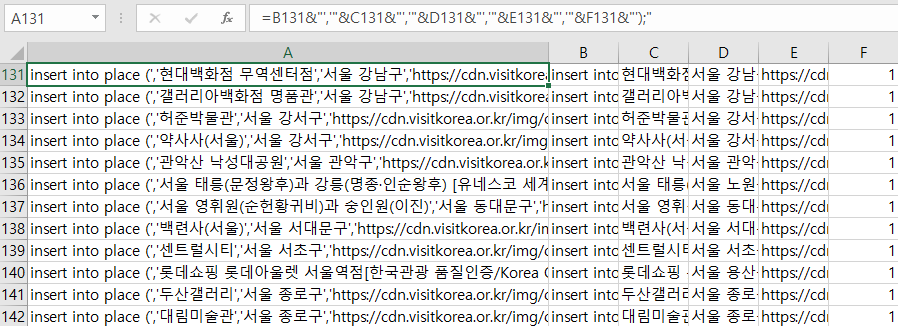 A131 fx =B131&"','"&C131&"','"&D131&"','"&E131&"','"&F131&"');"
A B C D E F
131 insert into place (','현대백화점 무역센터점','서울 강남구','https://cdn.visitkorea insert into 현대백화점 서울 강남 https://cdn 1
132 insert into place (','갤러리아백화점 명품관','서울 강남구','https://cdn.visitkore insert into 갤러리아백 서울 강남 https://cdn 1
133 insert into place (','허준박물관','서울 강서구','https://cdn.visitkorea.or.kr/img/c insert into 허준박물관 서울 강서 https://cdn 1
134 insert into place (','약사사(서울)','서울 강서구','https://cdn.visitkorea.or.kr/img insert into 약사사(서 서울 강서 https://cdn 1
135 insert into place (','관악산 낙성대공원','서울 관악구','https://cdn.visitkorea.or.k insert into 관악산 낙 서울 관악 https://cdn 1
136 insert into place (','서울 태릉(문정왕후)과 강릉(명종·인순왕후) [유네스코 세계 insert into 서울 태릉( 서울 노원 https://cdn 1
137 insert into place (','서울 영휘원(순헌황귀비)과 숭인원(이진)','서울 동대문구','h insert into 서울 영휘 서울 동대 https://cdn 1
138 insert into place (','백련사(서울)','서울 서대문구','https://cdn.visitkorea.or.kr/in insert into 백련사(서 서울 서대 https://cdn 1
139 insert into place (','센트럴시티','서울 서초구','https://cdn.visitkorea.or.kr/img/c insert into 센트럴시 서울 서초 https://cdn 1
140 insert into place (','롯데쇼핑 롯데아울렛 서울역점[한국관광 품질인증/Korea insert into 롯데쇼핑 서울 용산 https://cdn 1
141 insert into place (','두산갤러리','서울 종로구','https://cdn.visitkorea.or.kr/img/c insert into 두산갤러 서울 종로 https://cdn 1
142 insert into place (','대림미술관','서울 종로구','https://cdn.visitkorea.or.kr/img/c insert into 대림미술 서울 종로 https://cdn 1